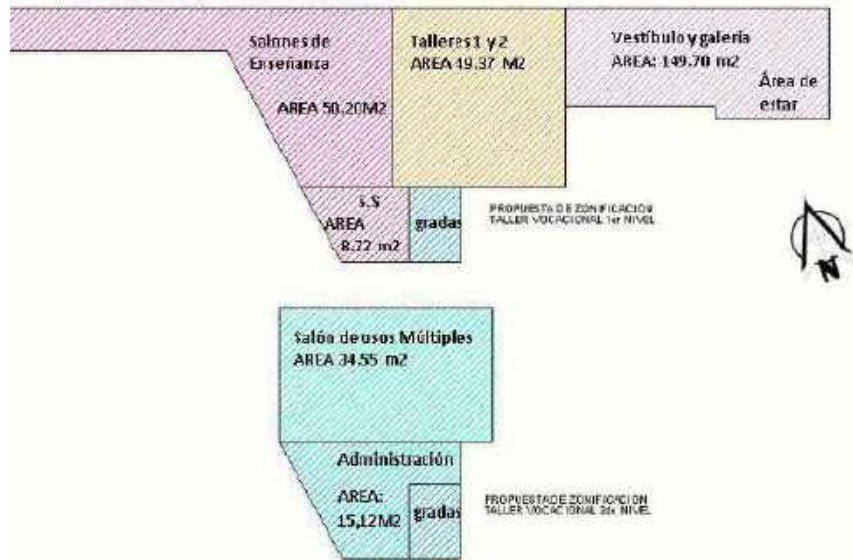 Salones de
Enseñanza
AREA 50.20M2
Talleres 1 y 2
AREA 49.37 M2
Vestíbulo y galería
AREA: 149.70 m2
Área de
estar
S.S
AREA
8.72 m2
gradas
PROPUESTA DE ZONIFICACION
TALLER VOCACIONAL 1er NIVEL
N
Salón de usos Múltiples
AREA 34.55 m2
Administración
AREA:
15,12M2
gradas
PROPUESTA DE ZONIFICACION
TALLER VOCACIONAL 2do NIVEL